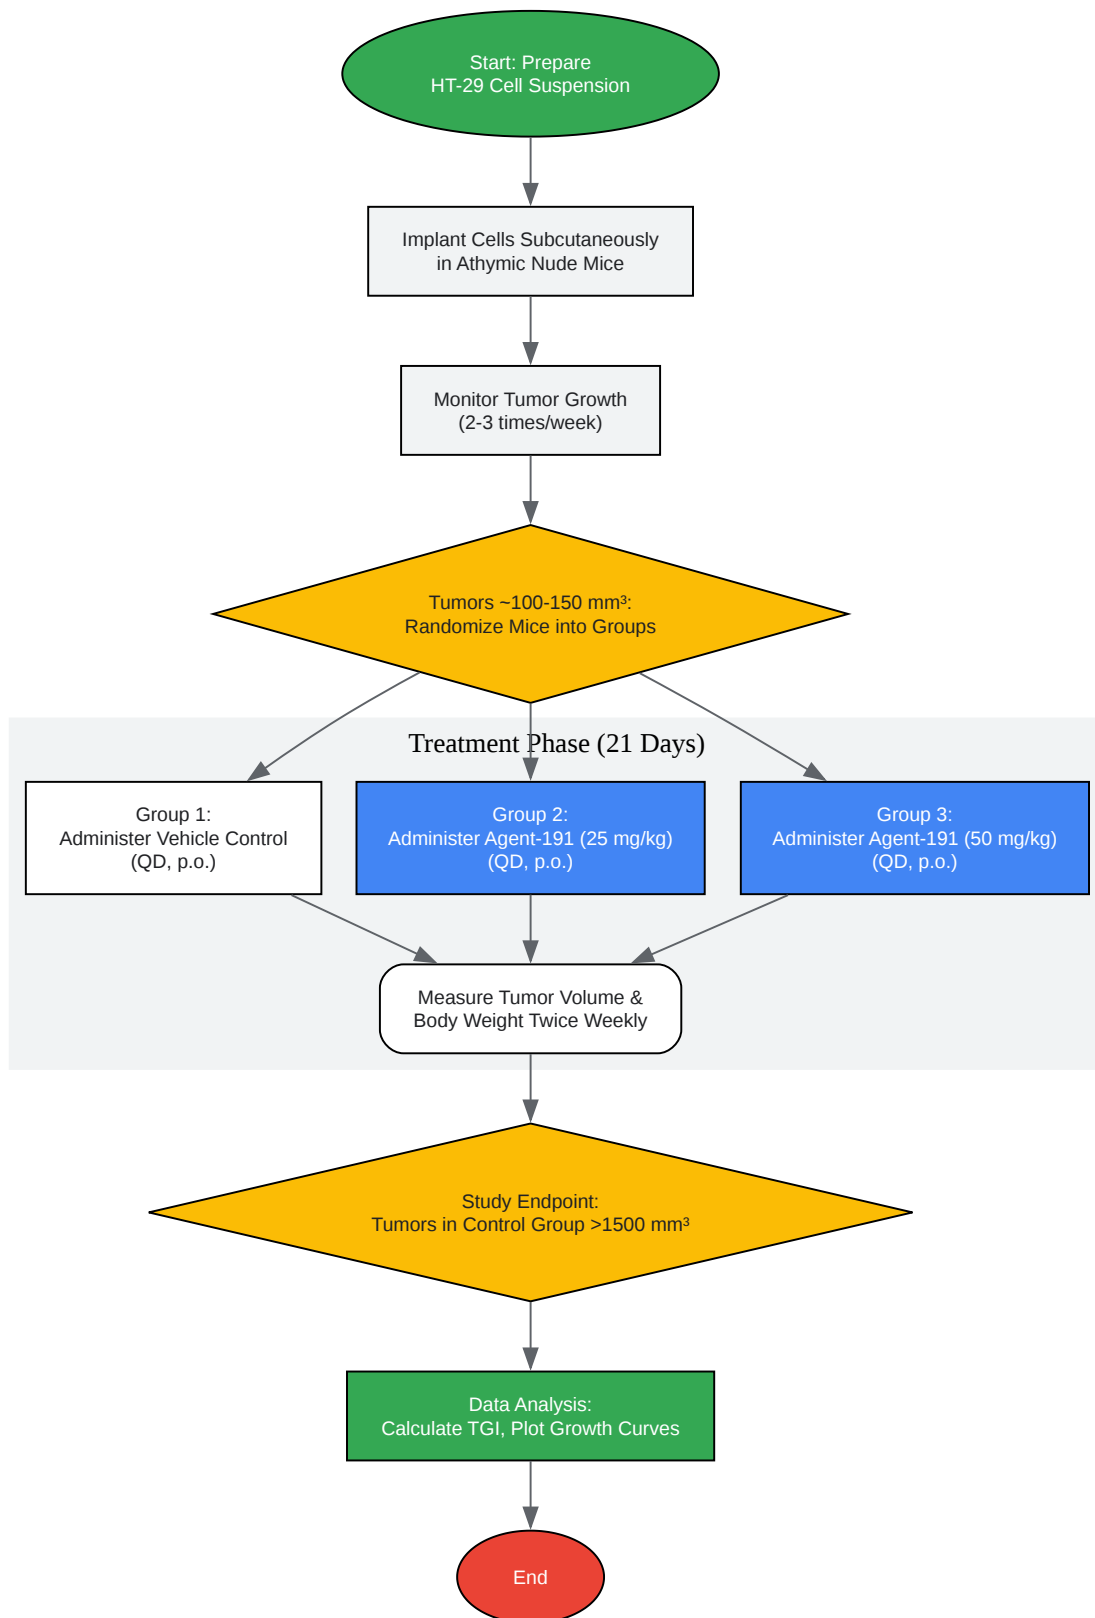 Start: Prepare
HT-29 Cell Suspension
Implant Cells Subcutaneously
in Athymic Nude Mice
Monitor Tumor Growth
(2-3 times/week)
Tumors ~100-150 mm³:
Randomize Mice into Groups
Treatment Phase (21 Days)
Group 1:
Administer Vehicle Control
(QD, p.o.)
Group 2:
Administer Agent-191 (25 mg/kg)
(QD, p.o.)
Group 3:
Administer Agent-191 (50 mg/kg)
(QD, p.o.)
Measure Tumor Volume &
Body Weight Twice Weekly
Study Endpoint:
Tumors in Control Group >1500 mm³
Data Analysis:
Calculate TGI, Plot Growth Curves
End